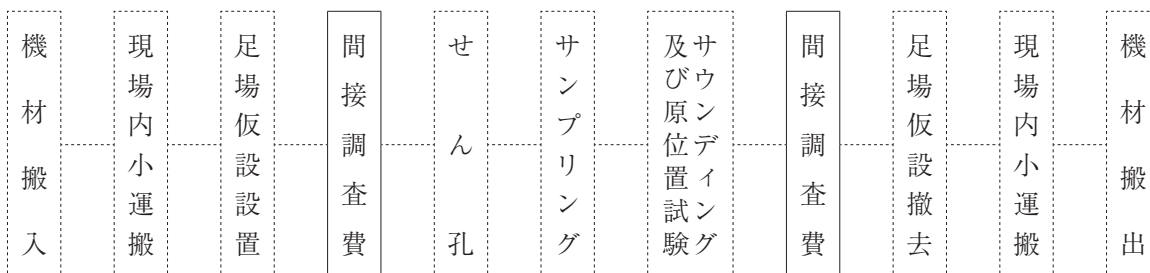 機材搬入
現場内小運搬
足場仮設設置
間接調査費
せん孔
サンプリング
サウンディング
及び原位置試験
間接調査費
足場仮設撤去
現場内小運搬
機材搬出